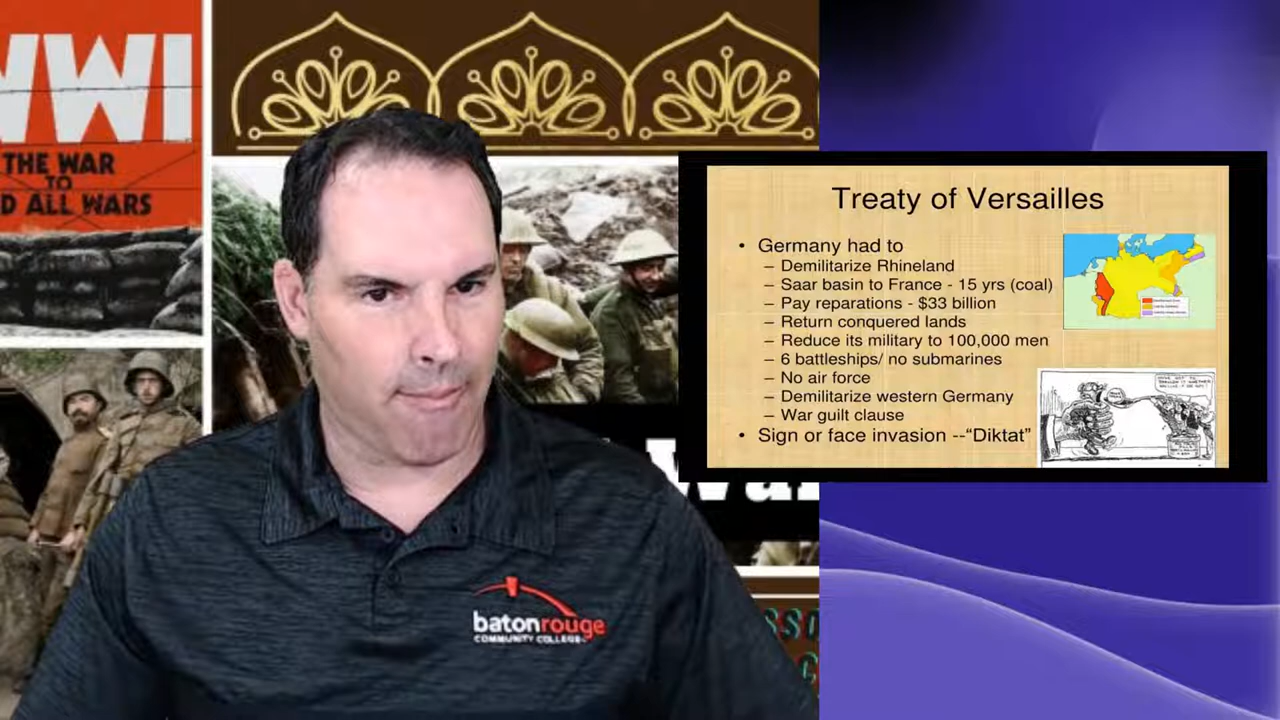 WWI
THE WAR
TO
D ALL WARS
Treaty of Versailles
• Germany had to
– Demilitarize Rhineland
– Saar basin to France - 15 yrs (coal)
– Pay reparations - $33 billion
– Return conquered lands
– Reduce its military to 100,000 men
– 6 battleships/ no submarines
– No air force
– Demilitarize western Germany
– War guilt clause
• Sign or face invasion --“Diktat”
batonrouge
COMMUNITY COLLEGE